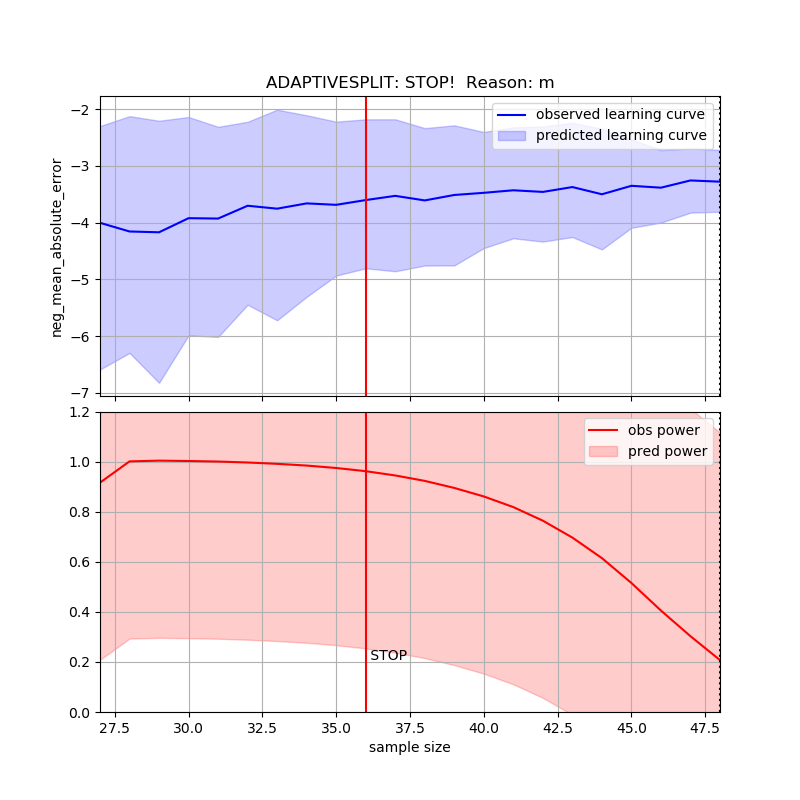 ADAPTIVESPLIT: STOP!  Reason: m
−2
−3
−4
−5
−6
−7
neg_mean_absolute_error
observed learning curve
predicted learning curve
1.2
1.0
0.8
0.6
0.4
0.2
0.0
obs power
pred power
STOP
27.5 30.0 32.5 35.0 37.5 40.0 42.5 45.0 47.5
sample size